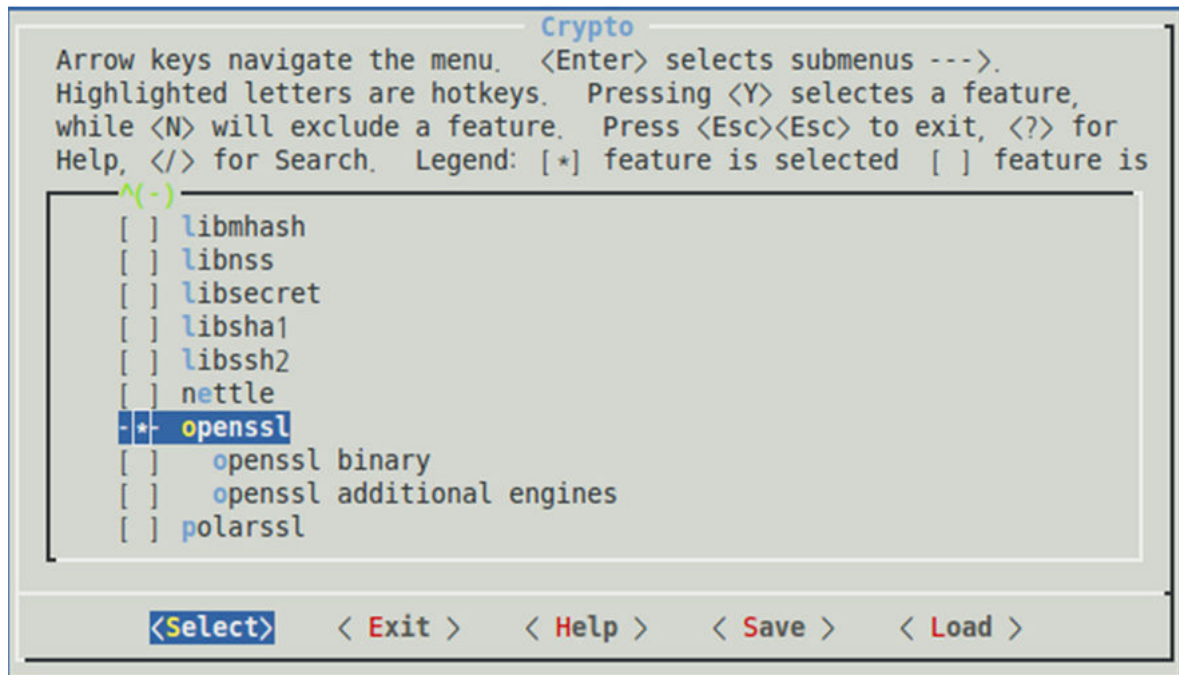 Crypto
Arrow keys navigate the menu.  <Enter> selects submenus --->.
Highlighted letters are hotkeys.  Pressing <Y> selectes a feature,
while <N> will exclude a feature.  Press <Esc><Esc> to exit, <?> for
Help, </> for Search.  Legend: [*] feature is selected  [ ] feature is
^(-)
[ ] libmhash
[ ] libnss
[ ] libsecret
[ ] libsha1
[ ] libssh2
[ ] nettle
-*- openssl
[ ]   openssl binary
[ ]   openssl additional engines
[ ] polarssl
<Select>    < Exit >    < Help >    < Save >    < Load >